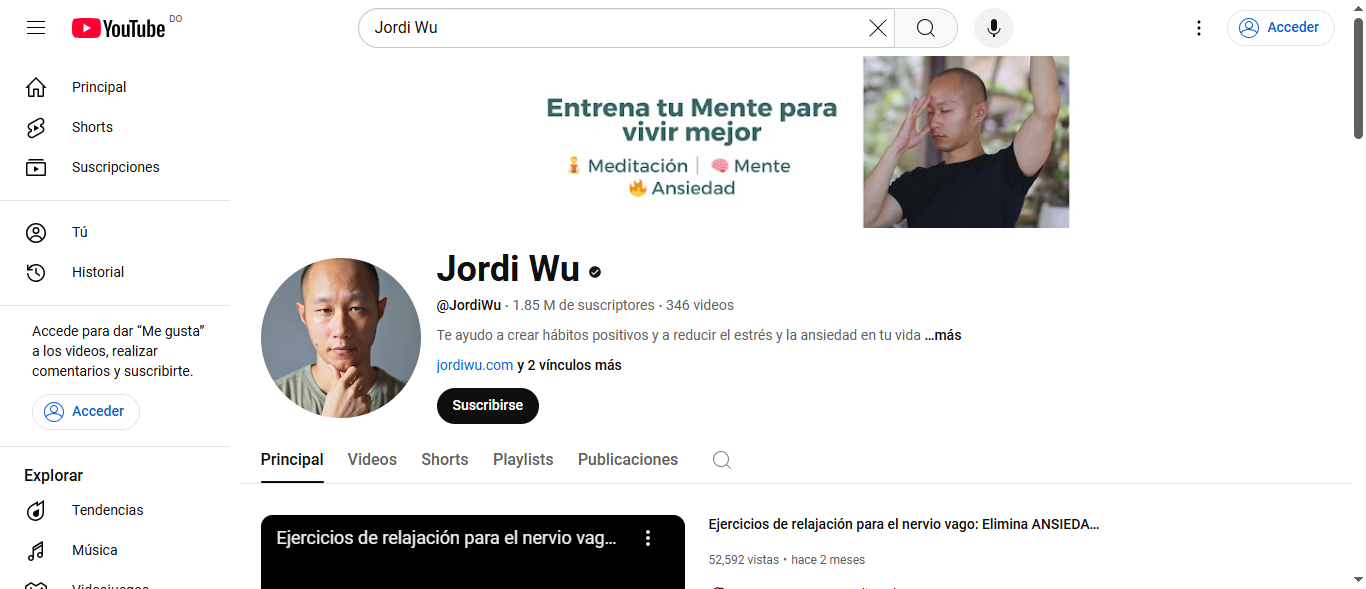 YouTube DO
Jordi Wu
Acceder
Principal
Shorts
Suscripciones
Tú
Historial
Accede para dar “Me gusta”
a los videos, realizar
comentarios y suscribirte.
Acceder
Explorar
Tendencias
Música
Videojuegos
Entrena tu Mente para
vivir mejor
Meditación | Mente
Ansiedad
Jordi Wu
@JordiWu · 1.85 M de suscriptores · 346 videos
Te ayudo a crear hábitos positivos y a reducir el estrés y la ansiedad en tu vida ...más
jordiwu.com y 2 vínculos más
Suscribirse
Principal Videos Shorts Playlists Publicaciones
Ejercicios de relajación para el nervio vag...
Ejercicios de relajación para el nervio vago: Elimina ANSIEDA...
52,592 vistas • hace 2 meses